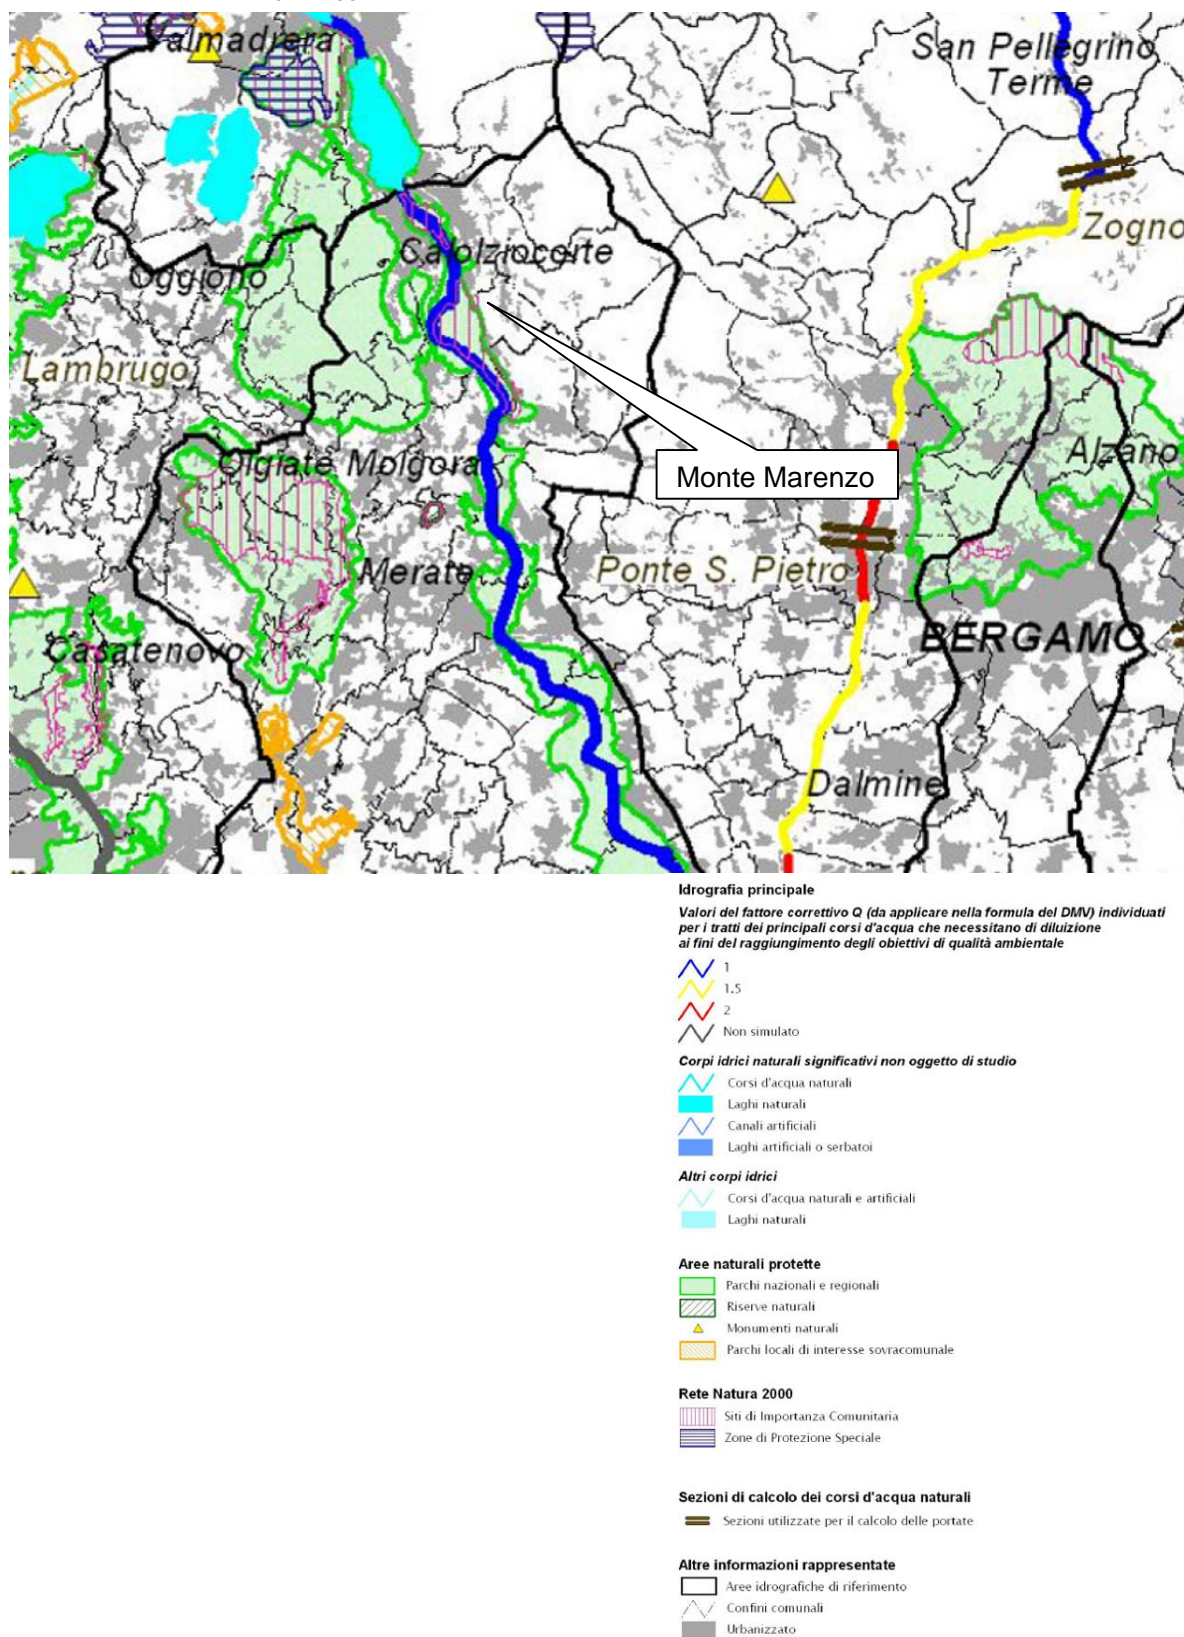 almadrera
San Pellegrino
Terme
Zogno
Calolziocorte
Oggiono
Lambrugo
Olgiate Molgora
Alzano
Monte Marenzo
Merate
Ponte S. Pietro
Casatenovo
BERGAMO
Dalmine
Idrografia principale
Valori del fattore correttivo Q (da applicare nella formula del DMV) individuati
per i tratti dei principali corsi d'acqua che necessitano di diluizione
ai fini del raggiungimento degli obiettivi di qualità ambientale
1
1.5
2
Non simulato
Corpi idrici naturali significativi non oggetto di studio
Corsi d'acqua naturali
Laghi naturali
Canali artificiali
Laghi artificiali o serbatoi
Altri corpi idrici
Corsi d'acqua naturali e artificiali
Laghi naturali
Aree naturali protette
Parchi nazionali e regionali
Riserve naturali
Monumenti naturali
Parchi locali di interesse sovracomunale
Rete Natura 2000
Siti di Importanza Comunitaria
Zone di Protezione Speciale
Sezioni di calcolo dei corsi d'acqua naturali
Sezioni utilizzate per il calcolo delle portate
Altre informazioni rappresentate
Aree idrografiche di riferimento
Confini comunali
Urbanizzato